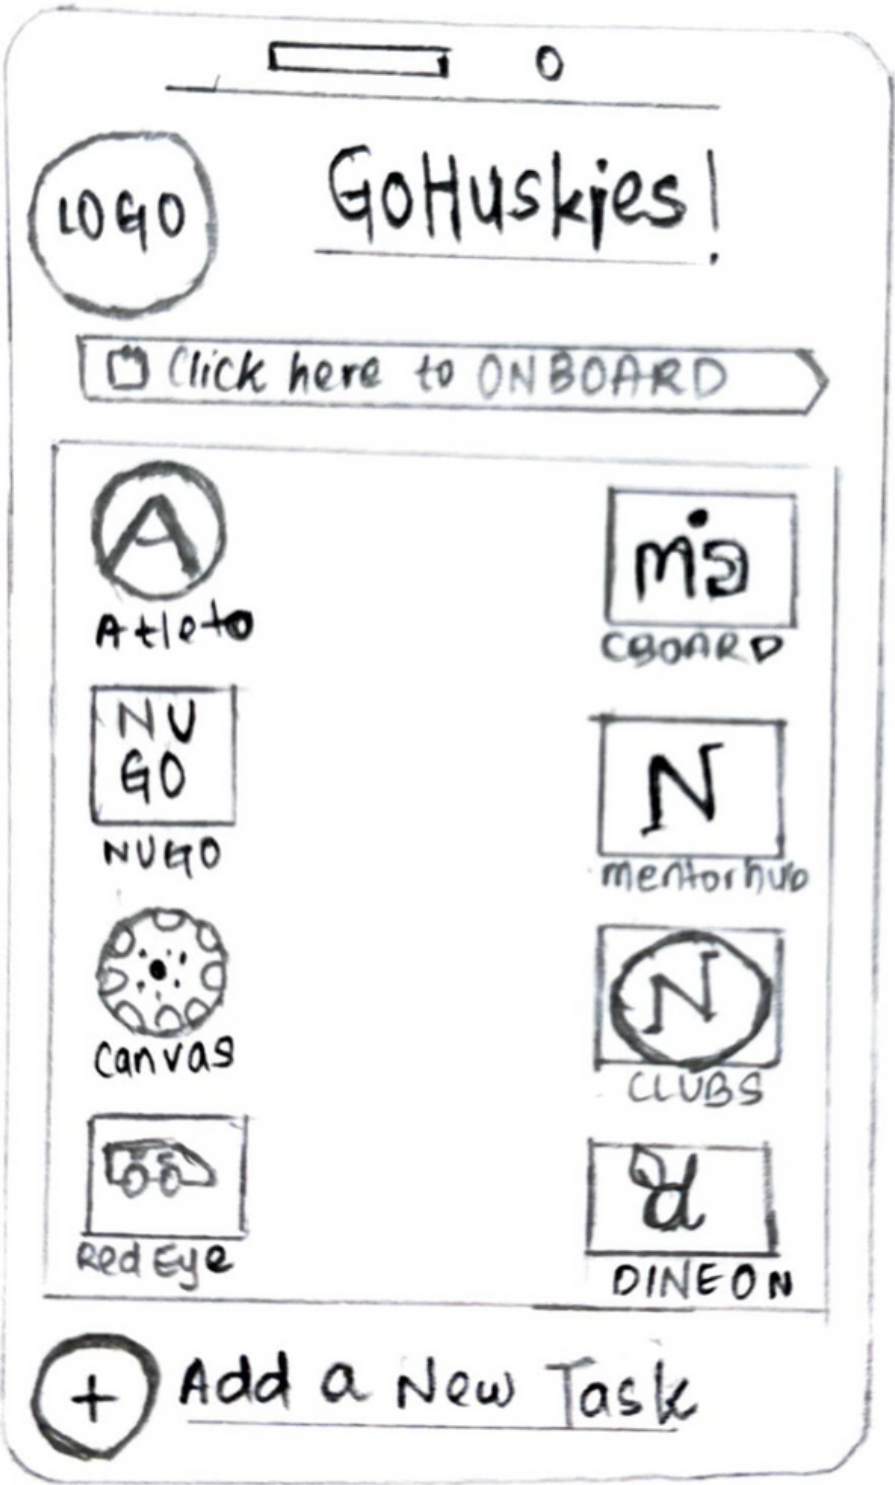 LOGO
GoHuskies!
Click here to ONBOARD
A
Atleto
CBOARD
NU
GO
NUGO
N
mentorhub
Canvas
N
CLUBS
Red Eye
d
DINEON
+ Add a New Task